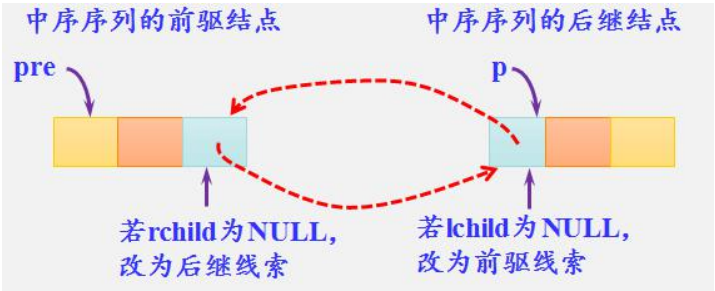 中序序列的前驱结点
中序序列的后继结点
pre
p
若rchild为NULL,
改为后继线索
若lchild为NULL,
改为前驱线索